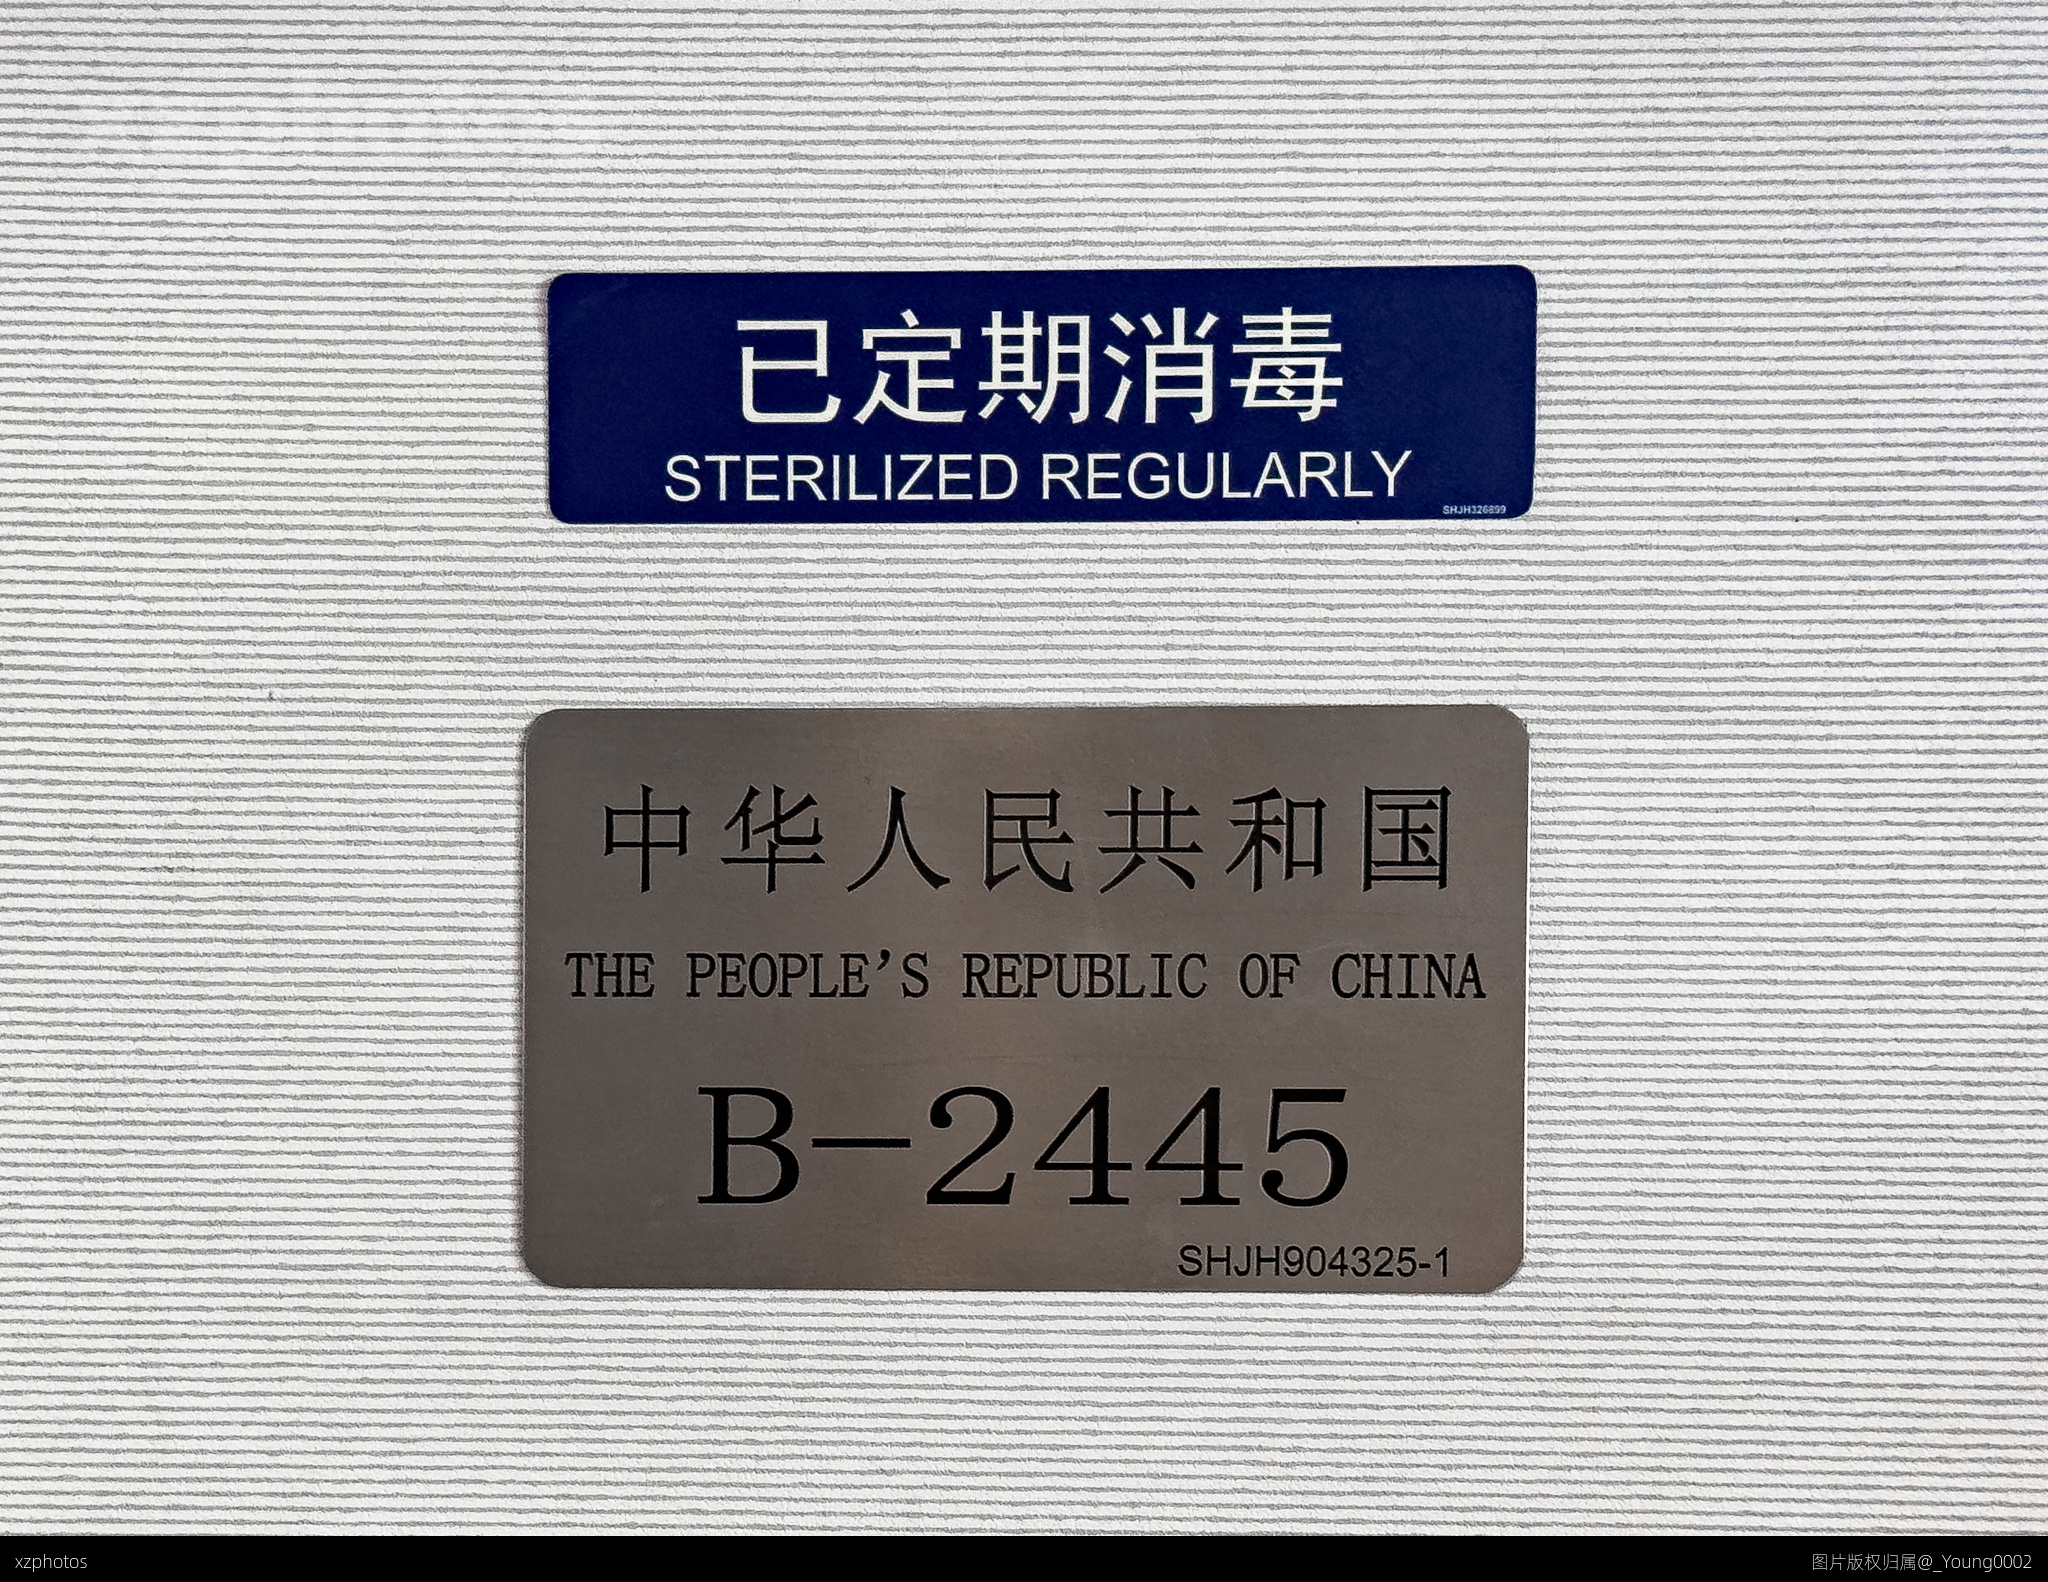 已定期消毒
STERILIZED REGULARLY
SHJH326899
中华人民共和国
THE PEOPLE'S REPUBLIC OF CHINA
B-2445
SHJH904325-1
xzphotos
图片版权归属@_Young0002